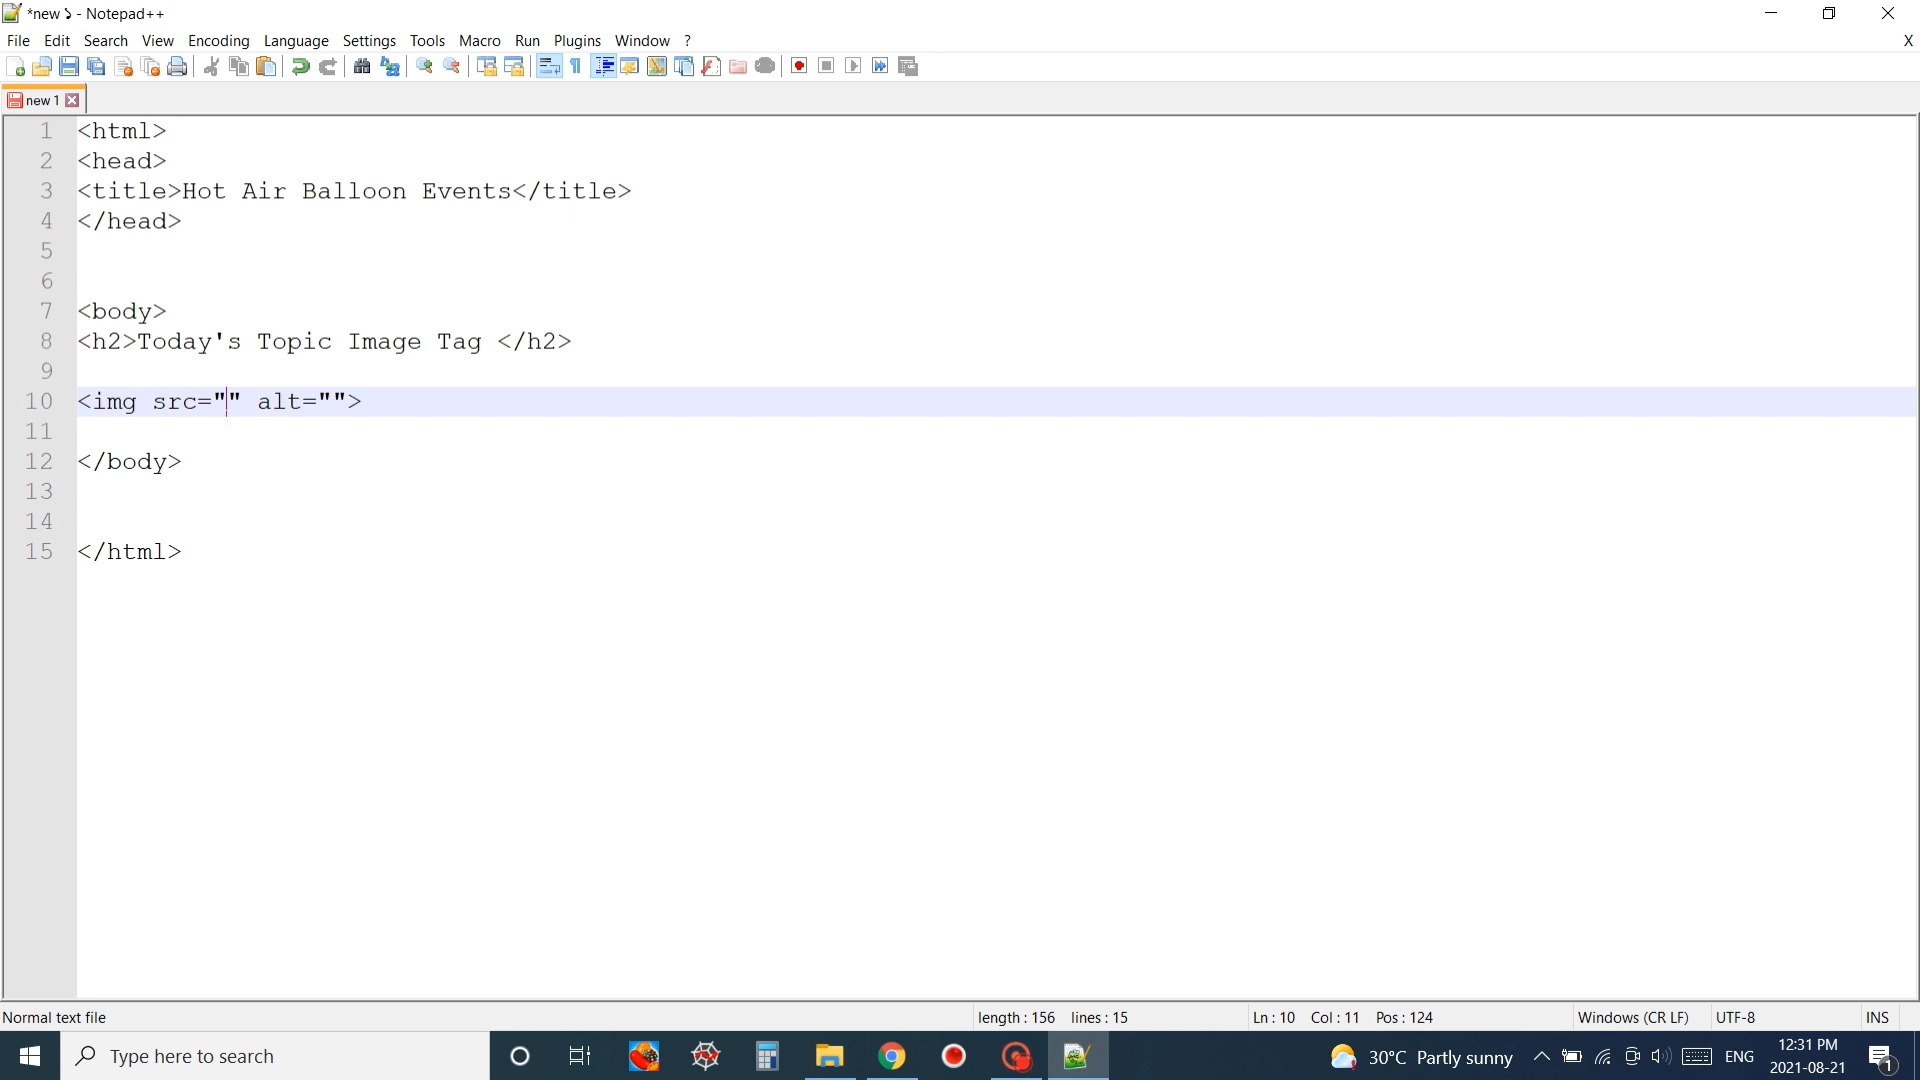 *new 1 - Notepad++
File Edit Search View Encoding Language Settings Tools Macro Run Plugins Window ?
X
new 1
1 <html>
2 <head>
3 <title>Hot Air Balloon Events</title>
4 </head>
5
6
7 <body>
8 <h2>Today's Topic Image Tag </h2>
9
10 <img src="" alt="">
11
12 </body>
13
14
15 </html>
Normal text file length : 156 lines : 15 Ln : 10 Col : 11 Pos : 124 Windows (CR LF) UTF-8 INS
Type here to search 30°C Partly sunny ENG 12:31 PM
2021-08-21 1